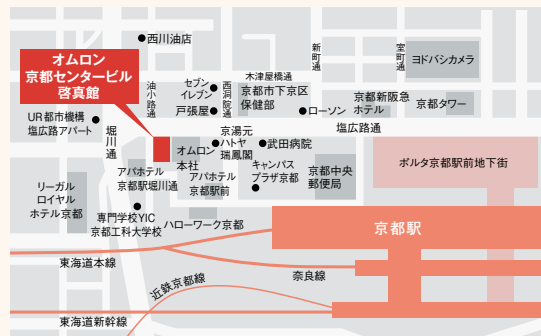 西川油店
オムロン
京都センタービル
啓真館
油小路通
セブン
イレブン
戸張屋
西洞院通
木津屋橋通
京都市下京区
保健部
新町通
室町通
ヨドバシカメラ
ローソン
京都新阪急
ホテル
京都タワー
UR都市機構
塩広路アパート
堀川通
塩広路通
オムロン
本社
京湯元
ハトヤ
瑞鳳閣
武田病院
アパホテル
京都駅堀川通
アパホテル
京都駅前
キャンパス
プラザ京都
京都中央
郵便局
ポルタ京都駅前地下街
リーガル
ロイヤル
ホテル京都
専門学校YIC
京都工科大学校
ハローワーク京都
京都駅
東海道本線
奈良線
近鉄京都線
東海道新幹線